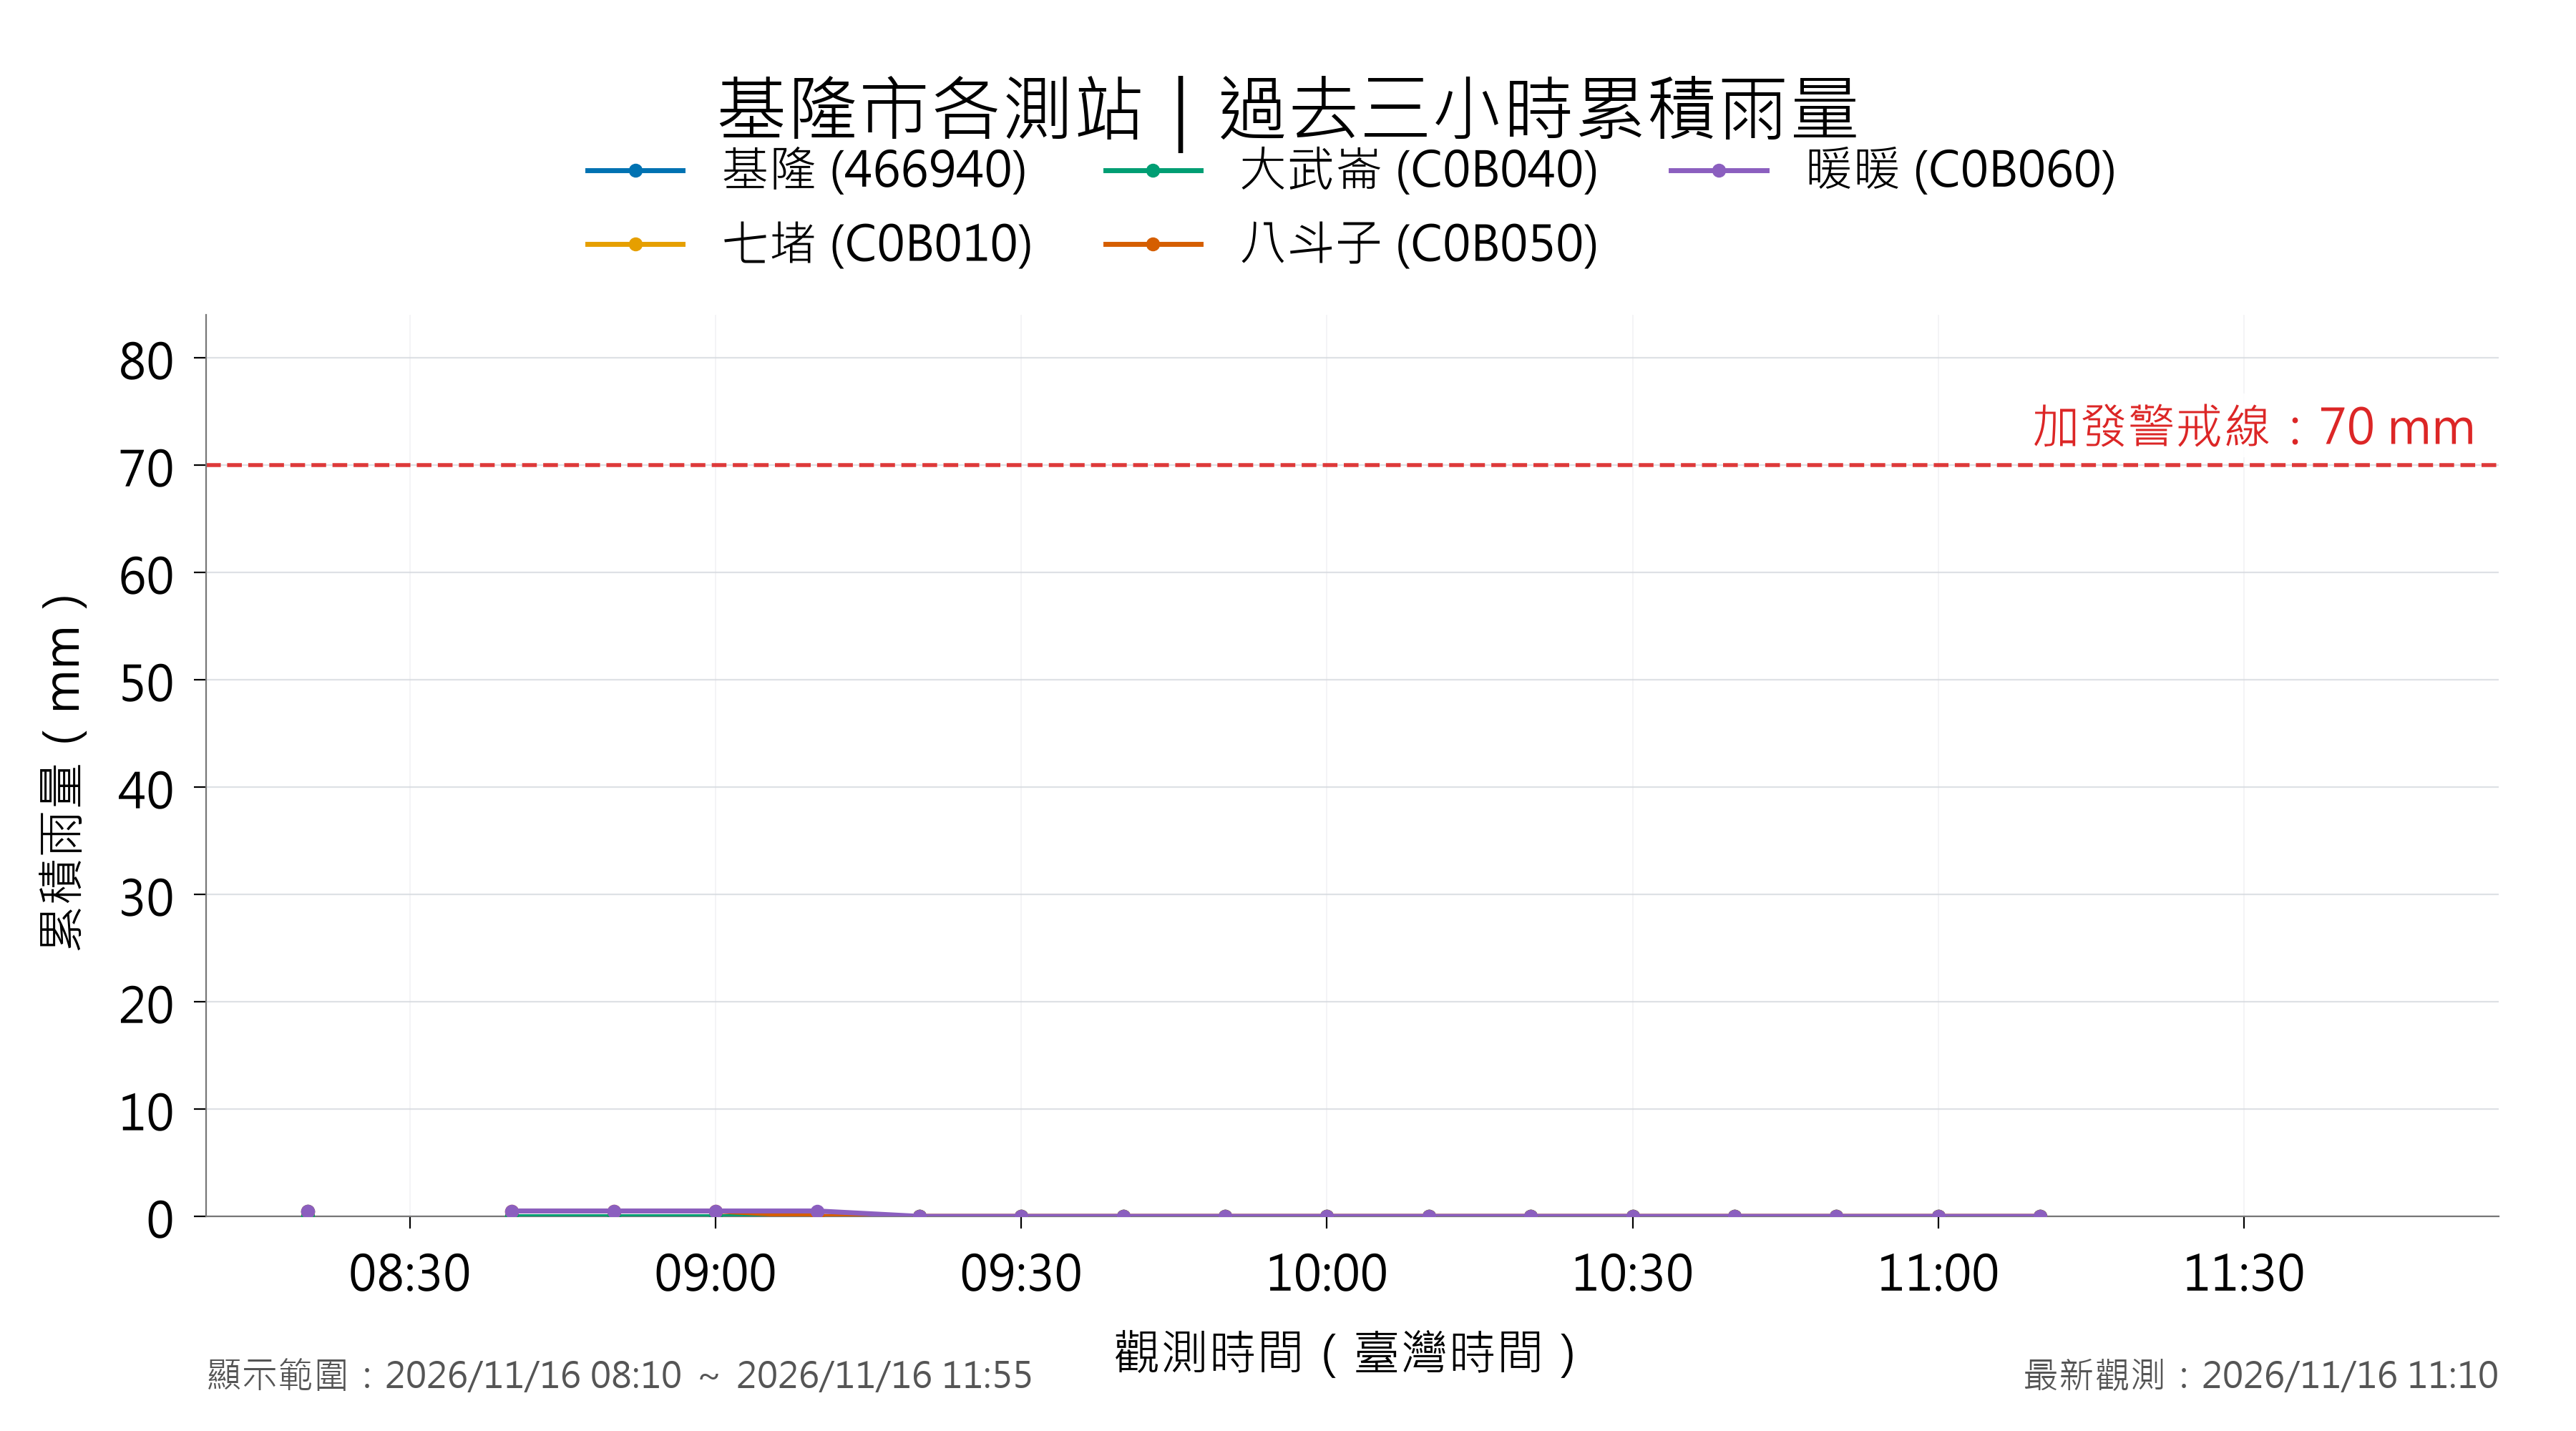 基隆市各測站｜過去三小時累積雨量
基隆 (466940)
七堵 (C0B010)
大武崙 (C0B040)
八斗子 (C0B050)
暖暖 (C0B060)
累積雨量（mm）
80
70
60
50
40
30
20
10
0
加發警戒線：70 mm
08:30 09:00 09:30 10:00 10:30 11:00 11:30
觀測時間（臺灣時間）
顯示範圍：2026/11/16 08:10 ~ 2026/11/16 11:55
最新觀測：2026/11/16 11:10